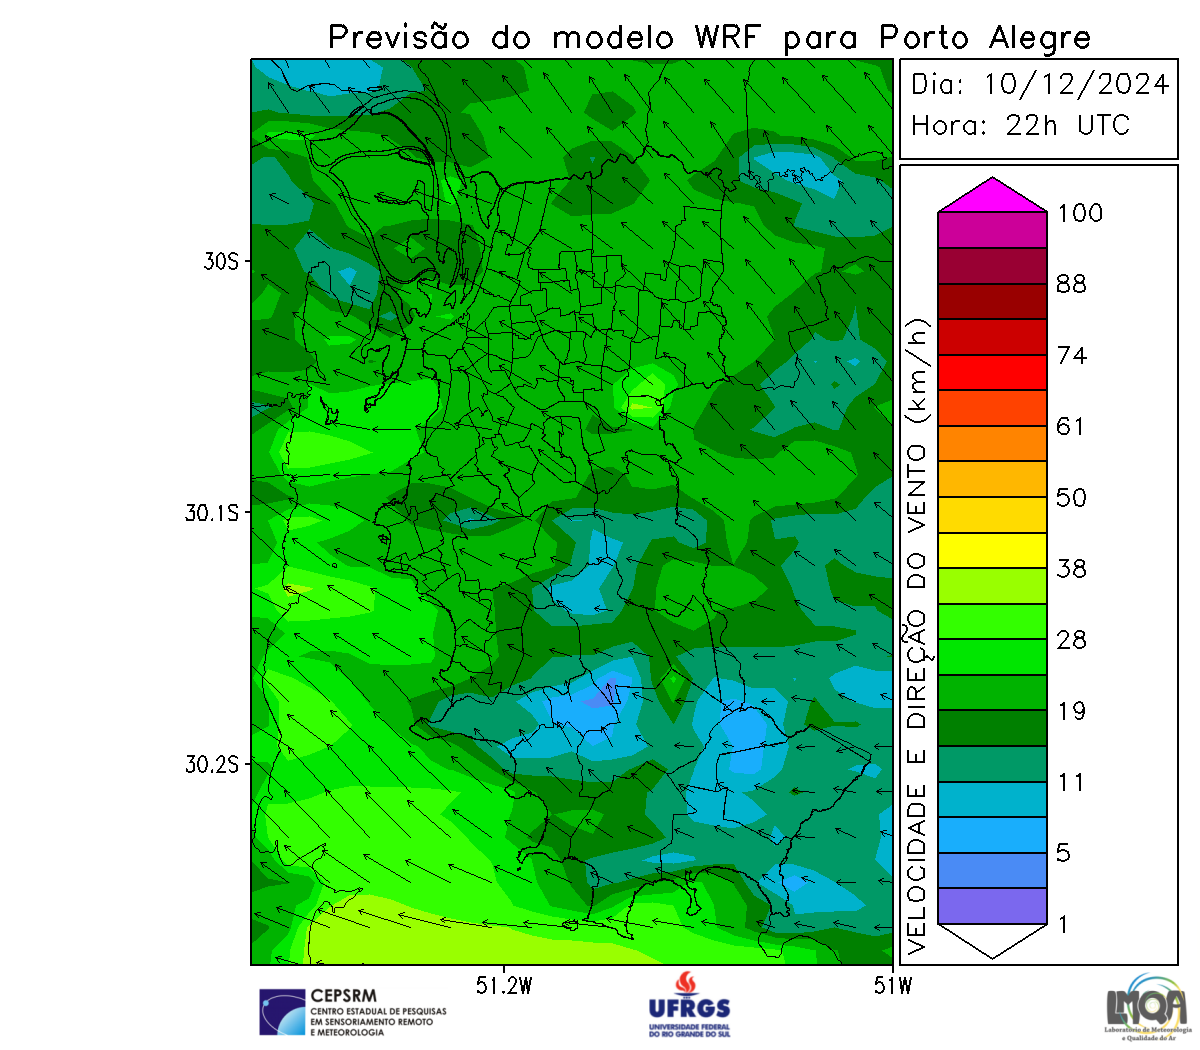 Previsão do modelo WRF para Porto Alegre
Dia: 10/12/2024
Hora: 22h UTC
30S
30.1S
30.2S
51.2W
51W
VELOCIDADE E DIREÇÃO DO VENTO (km/h)
100
88
74
61
50
38
28
19
11
5
1
CEPSRM
CENTRO ESTADUAL DE PESQUISAS
EM SENSORIAMENTO REMOTO
E METEOROLOGIA
UFRGS
UNIVERSIDADE FEDERAL
DO RIO GRANDE DO SUL
LMQA
Laboratório de Meteorologia
e Qualidade do Ar